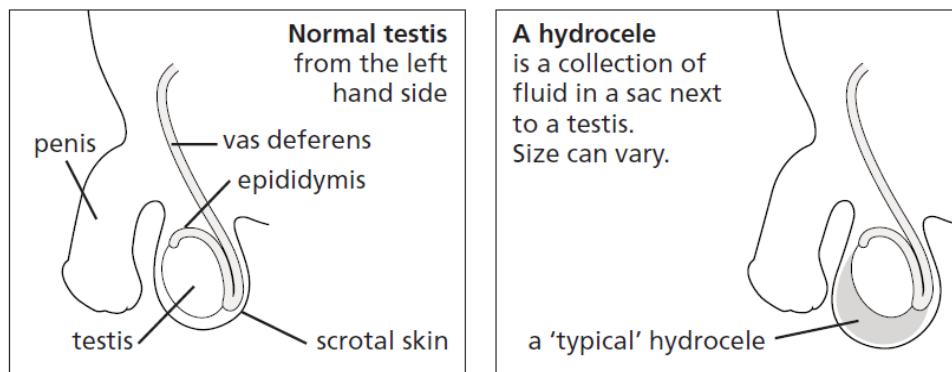 Normal testis
from the left
hand side
penis
vas deferens
epididymis
testis
scrotal skin
A hydrocele
is a collection of
fluid in a sac next
to a testis.
Size can vary.
a ‘typical’ hydrocele